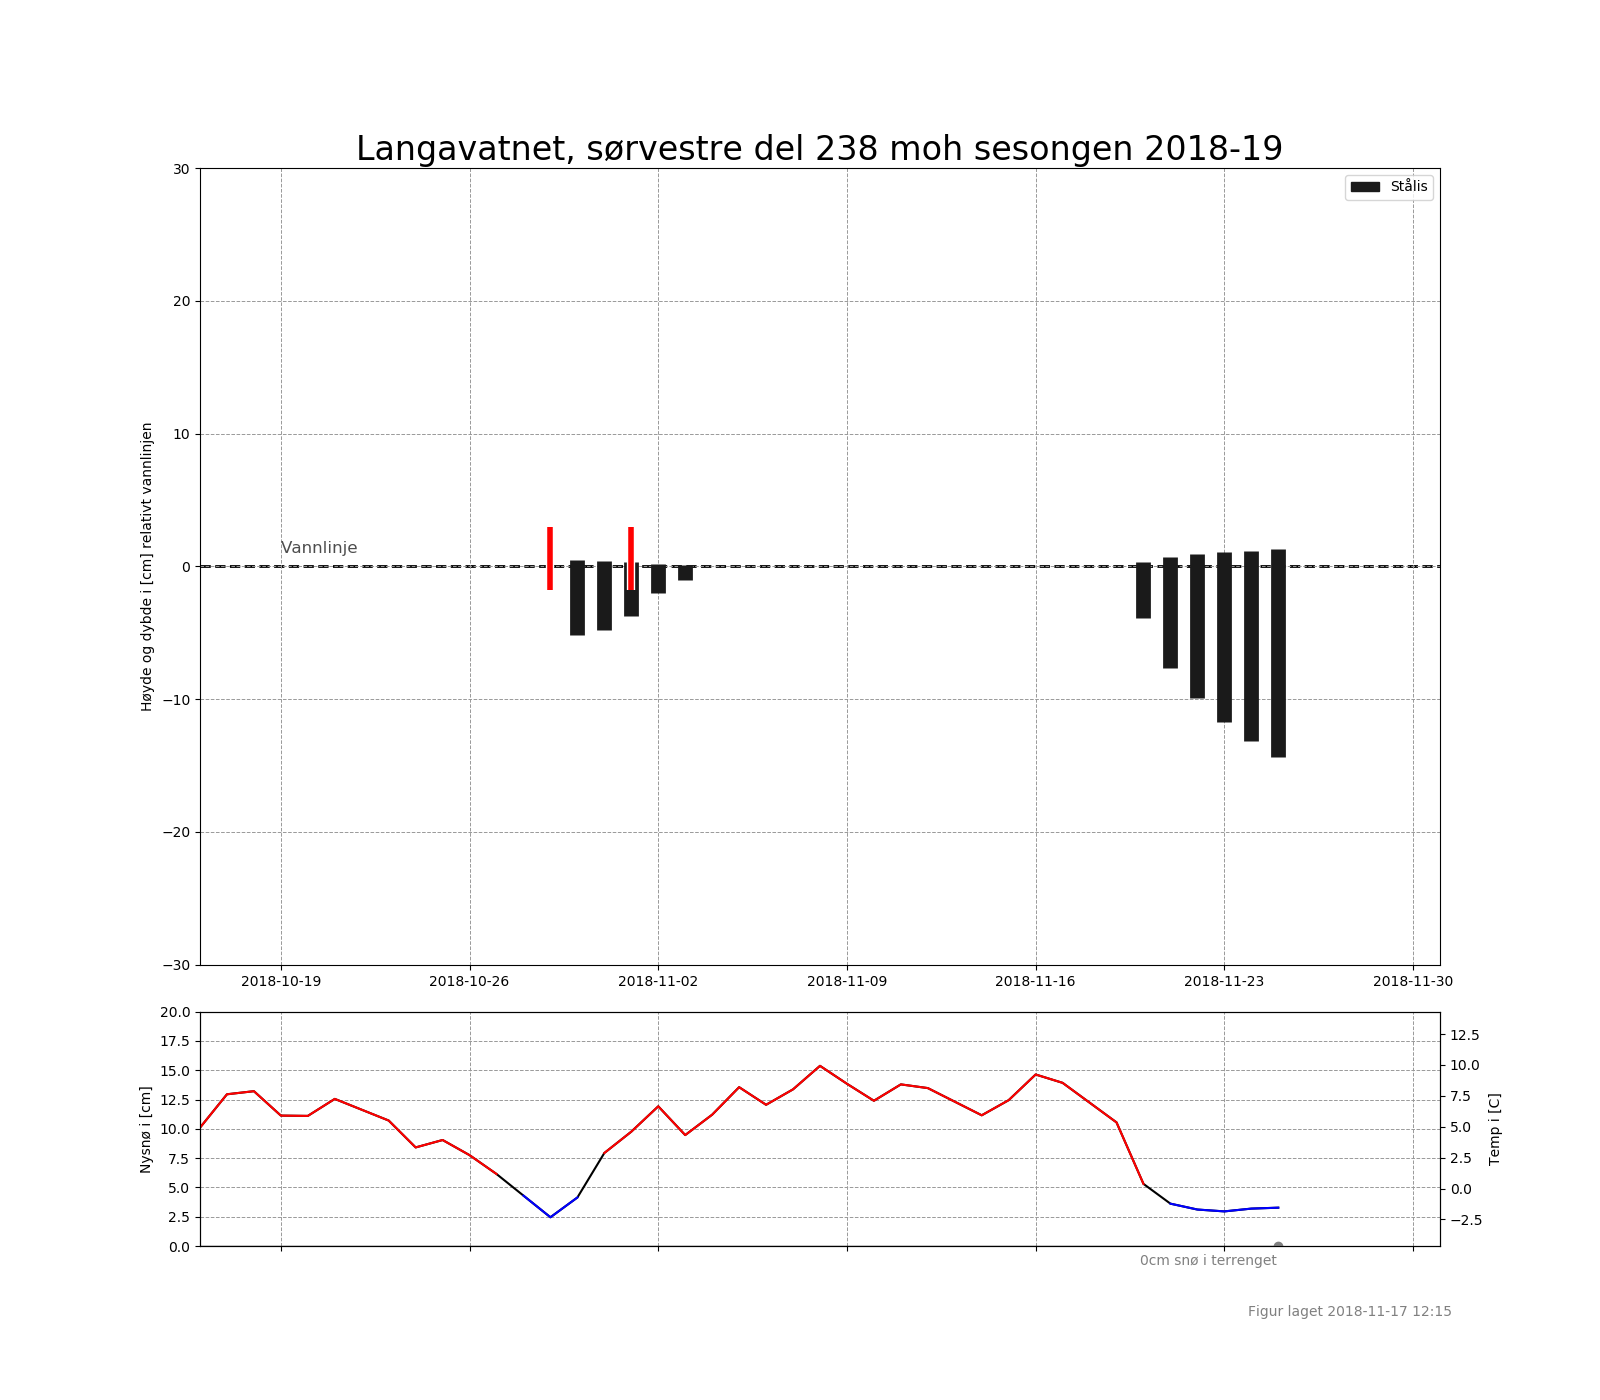 Langavatnet, sørvestre del 238 moh sesongen 2018-19
Stålis
30
20
10
0
−10
−20
−30
Høyde og dybde i [cm] relativt vannlinjen
Vannlinje
2018-10-19 2018-10-26 2018-11-02 2018-11-09 2018-11-16 2018-11-23 2018-11-30
20.0
17.5
15.0
12.5
10.0
7.5
5.0
2.5
0.0
Nysnø i [cm]
12.5
10.0
7.5
5.0
2.5
0.0
−2.5
Temp i [C]
0cm snø i terrenget
Figur laget 2018-11-17 12:15